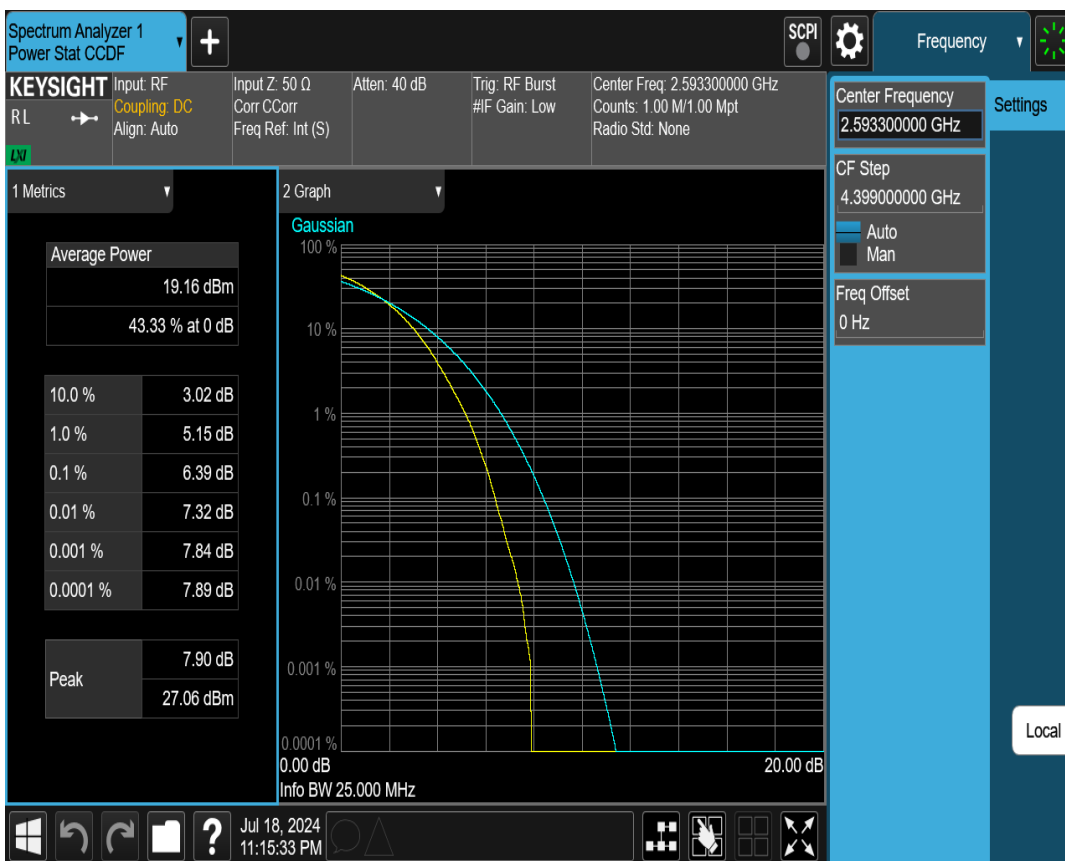 Spectrum Analyzer 1
Power Stat CCDF
+
SCPI
Frequency
KEYSIGHT
RL
LXI
Input: RF
Coupling: DC
Align: Auto
Input Z: 50 Ω
Corr CCorr
Freq Ref: Int (S)
Atten: 40 dB
Trig: RF Burst
#IF Gain: Low
Center Freq: 2.593300000 GHz
Counts: 1.00 M/1.00 Mpt
Radio Std: None
Center Frequency
2.593300000 GHz
Settings
CF Step
4.399000000 GHz
Auto
Man
Freq Offset
0 Hz
Local
1 Metrics
Average Power
19.16 dBm
43.33 % at 0 dB
10.0 % 3.02 dB
1.0 % 5.15 dB
0.1 % 6.39 dB
0.01 % 7.32 dB
0.001 % 7.84 dB
0.0001 % 7.89 dB
Peak
7.90 dB
27.06 dBm
2 Graph
Gaussian
100 %
10 %
1 %
0.1 %
0.01 %
0.001 %
0.0001 %
0.00 dB 20.00 dB
Info BW 25.000 MHz
?
Jul 18, 2024
11:15:33 PM